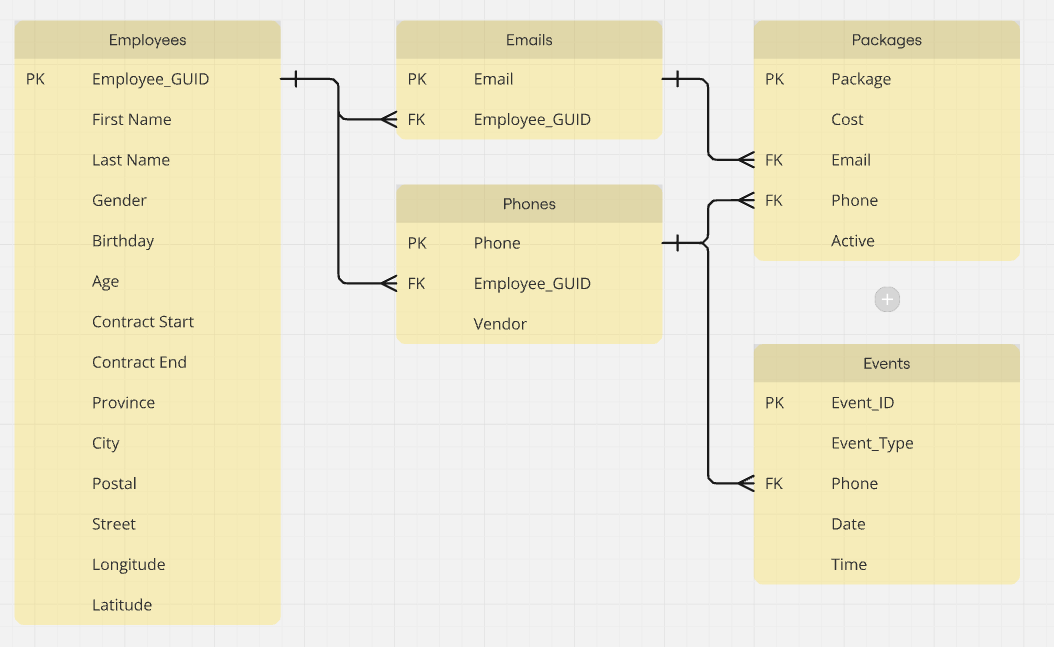 Employees
PK Employee_GUID
First Name
Last Name
Gender
Birthday
Age
Contract Start
Contract End
Province
City
Postal
Street
Longitude
Latitude
Emails
PK Email
FK Employee_GUID
Phones
PK Phone
FK Employee_GUID
Vendor
Packages
PK Package
Cost
FK Email
FK Phone
Active
Events
PK Event_ID
Event_Type
FK Phone
Date
Time